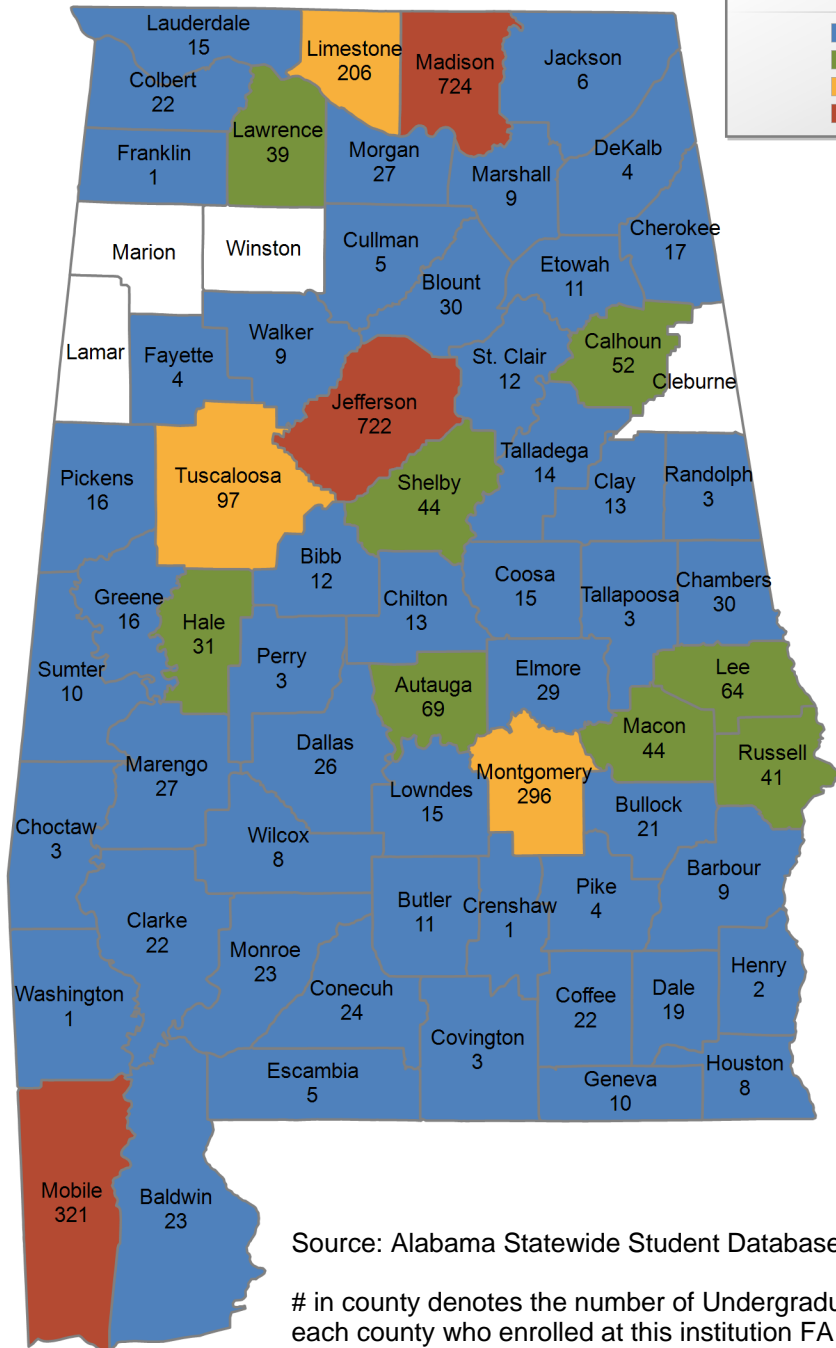 Lauderdale
15
Limestone
206
Madison
724
Jackson
6
Colbert
22
Lawrence
39
Franklin
1
Morgan
27
Marshall
9
DeKalb
4
Cherokee
17
Marion
Winston
Cullman
5
Blount
30
Etowah
11
Lamar
Fayette
4
Walker
9
St. Clair
12
Calhoun
52
Cleburne
Jefferson
722
Pickens
16
Tuscaloosa
97
Shelby
44
Talladega
14
Clay
13
Randolph
3
Bibb
12
Greene
16
Hale
31
Chilton
13
Coosa
15
Tallapoosa
3
Chambers
30
Sumter
10
Perry
3
Autauga
69
Elmore
29
Lee
64
Macon
44
Russell
41
Marengo
27
Dallas
26
Lowndes
15
Montgomery
296
Bullock
21
Choctaw
3
Wilcox
8
Barbour
9
Clarke
22
Butler
11
Crenshaw
1
Pike
4
Monroe
23
Conecuh
24
Coffee
22
Dale
19
Henry
2
Washington
1
Covington
3
Escambia
5
Geneva
10
Houston
8
Mobile
321
Baldwin
23
Source: Alabama Statewide Student Database
# in county denotes the number of Undergradu
each county who enrolled at this institution FA